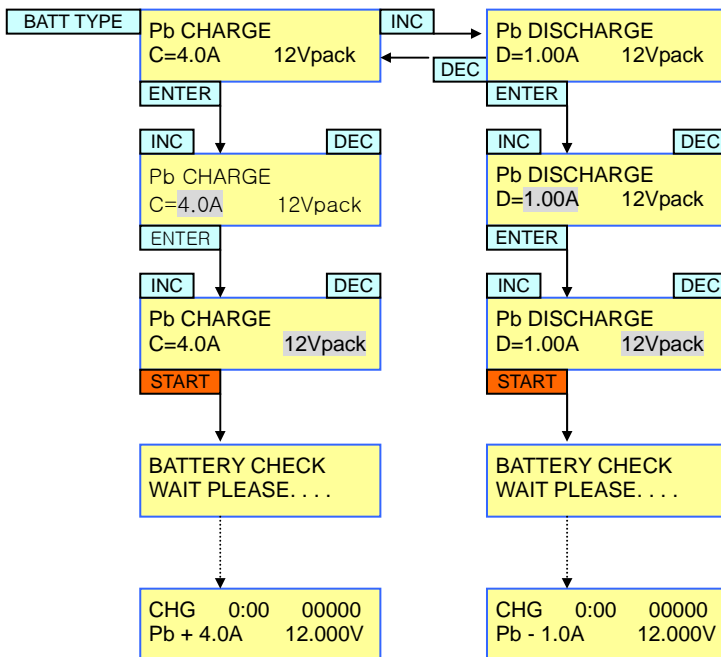 BATT TYPE
Pb CHARGE
C=4.0A 12Vpack
INC
DEC
Pb DISCHARGE
D=1.00A 12Vpack
ENTER
ENTER
INC DEC
Pb CHARGE
C=4.0A 12Vpack
ENTER
INC DEC
Pb DISCHARGE
D=1.00A 12Vpack
ENTER
INC DEC
Pb CHARGE
C=4.0A 12Vpack
START
INC DEC
Pb DISCHARGE
D=1.00A 12Vpack
START
BATTERY CHECK
WAIT PLEASE. . . .
BATTERY CHECK
WAIT PLEASE. . . .
CHG 0:00 00000
Pb + 4.0A 12.000V
CHG 0:00 00000
Pb - 1.0A 12.000V